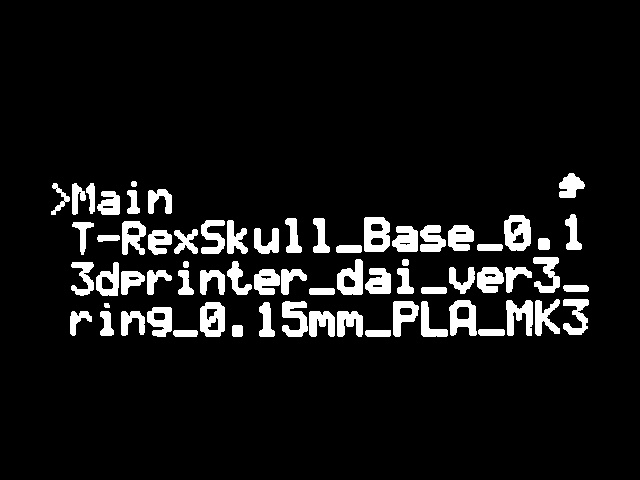 >Main
T-RexSkull_Base_0.1
3dprinter_dai_ver3_
ring_0.15mm_PLA_MK3